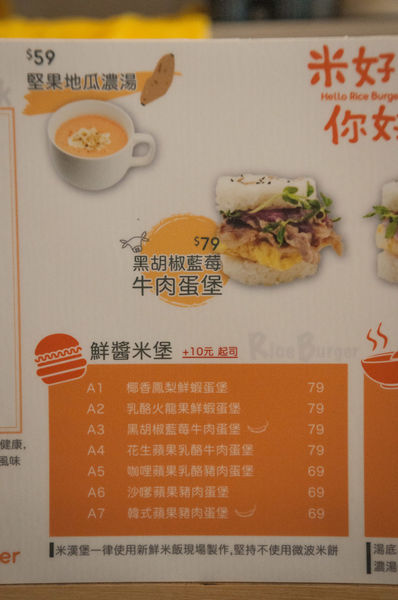 $59
堅果地瓜濃湯
米好
Hello Rice Burge
你好
$79
黑胡椒藍莓
牛肉蛋堡
鮮醬米堡 +10元 起司
Rice Burger
A1 椰香鳳梨鮮蝦蛋堡 79
A2 乳酪火龍果鮮蝦蛋堡 79
A3 黑胡椒藍莓牛肉蛋堡 79
A4 花生蘋果乳酪牛肉蛋堡 79
A5 咖哩蘋果乳酪豬肉蛋堡 69
A6 沙嗲蘋果豬肉蛋堡 69
A7 韓式蘋果豬肉蛋堡 69
米漢堡一律使用新鮮米飯現場製作,堅持不使用微波米餅
健康,
風味
er
湯底
濃湯